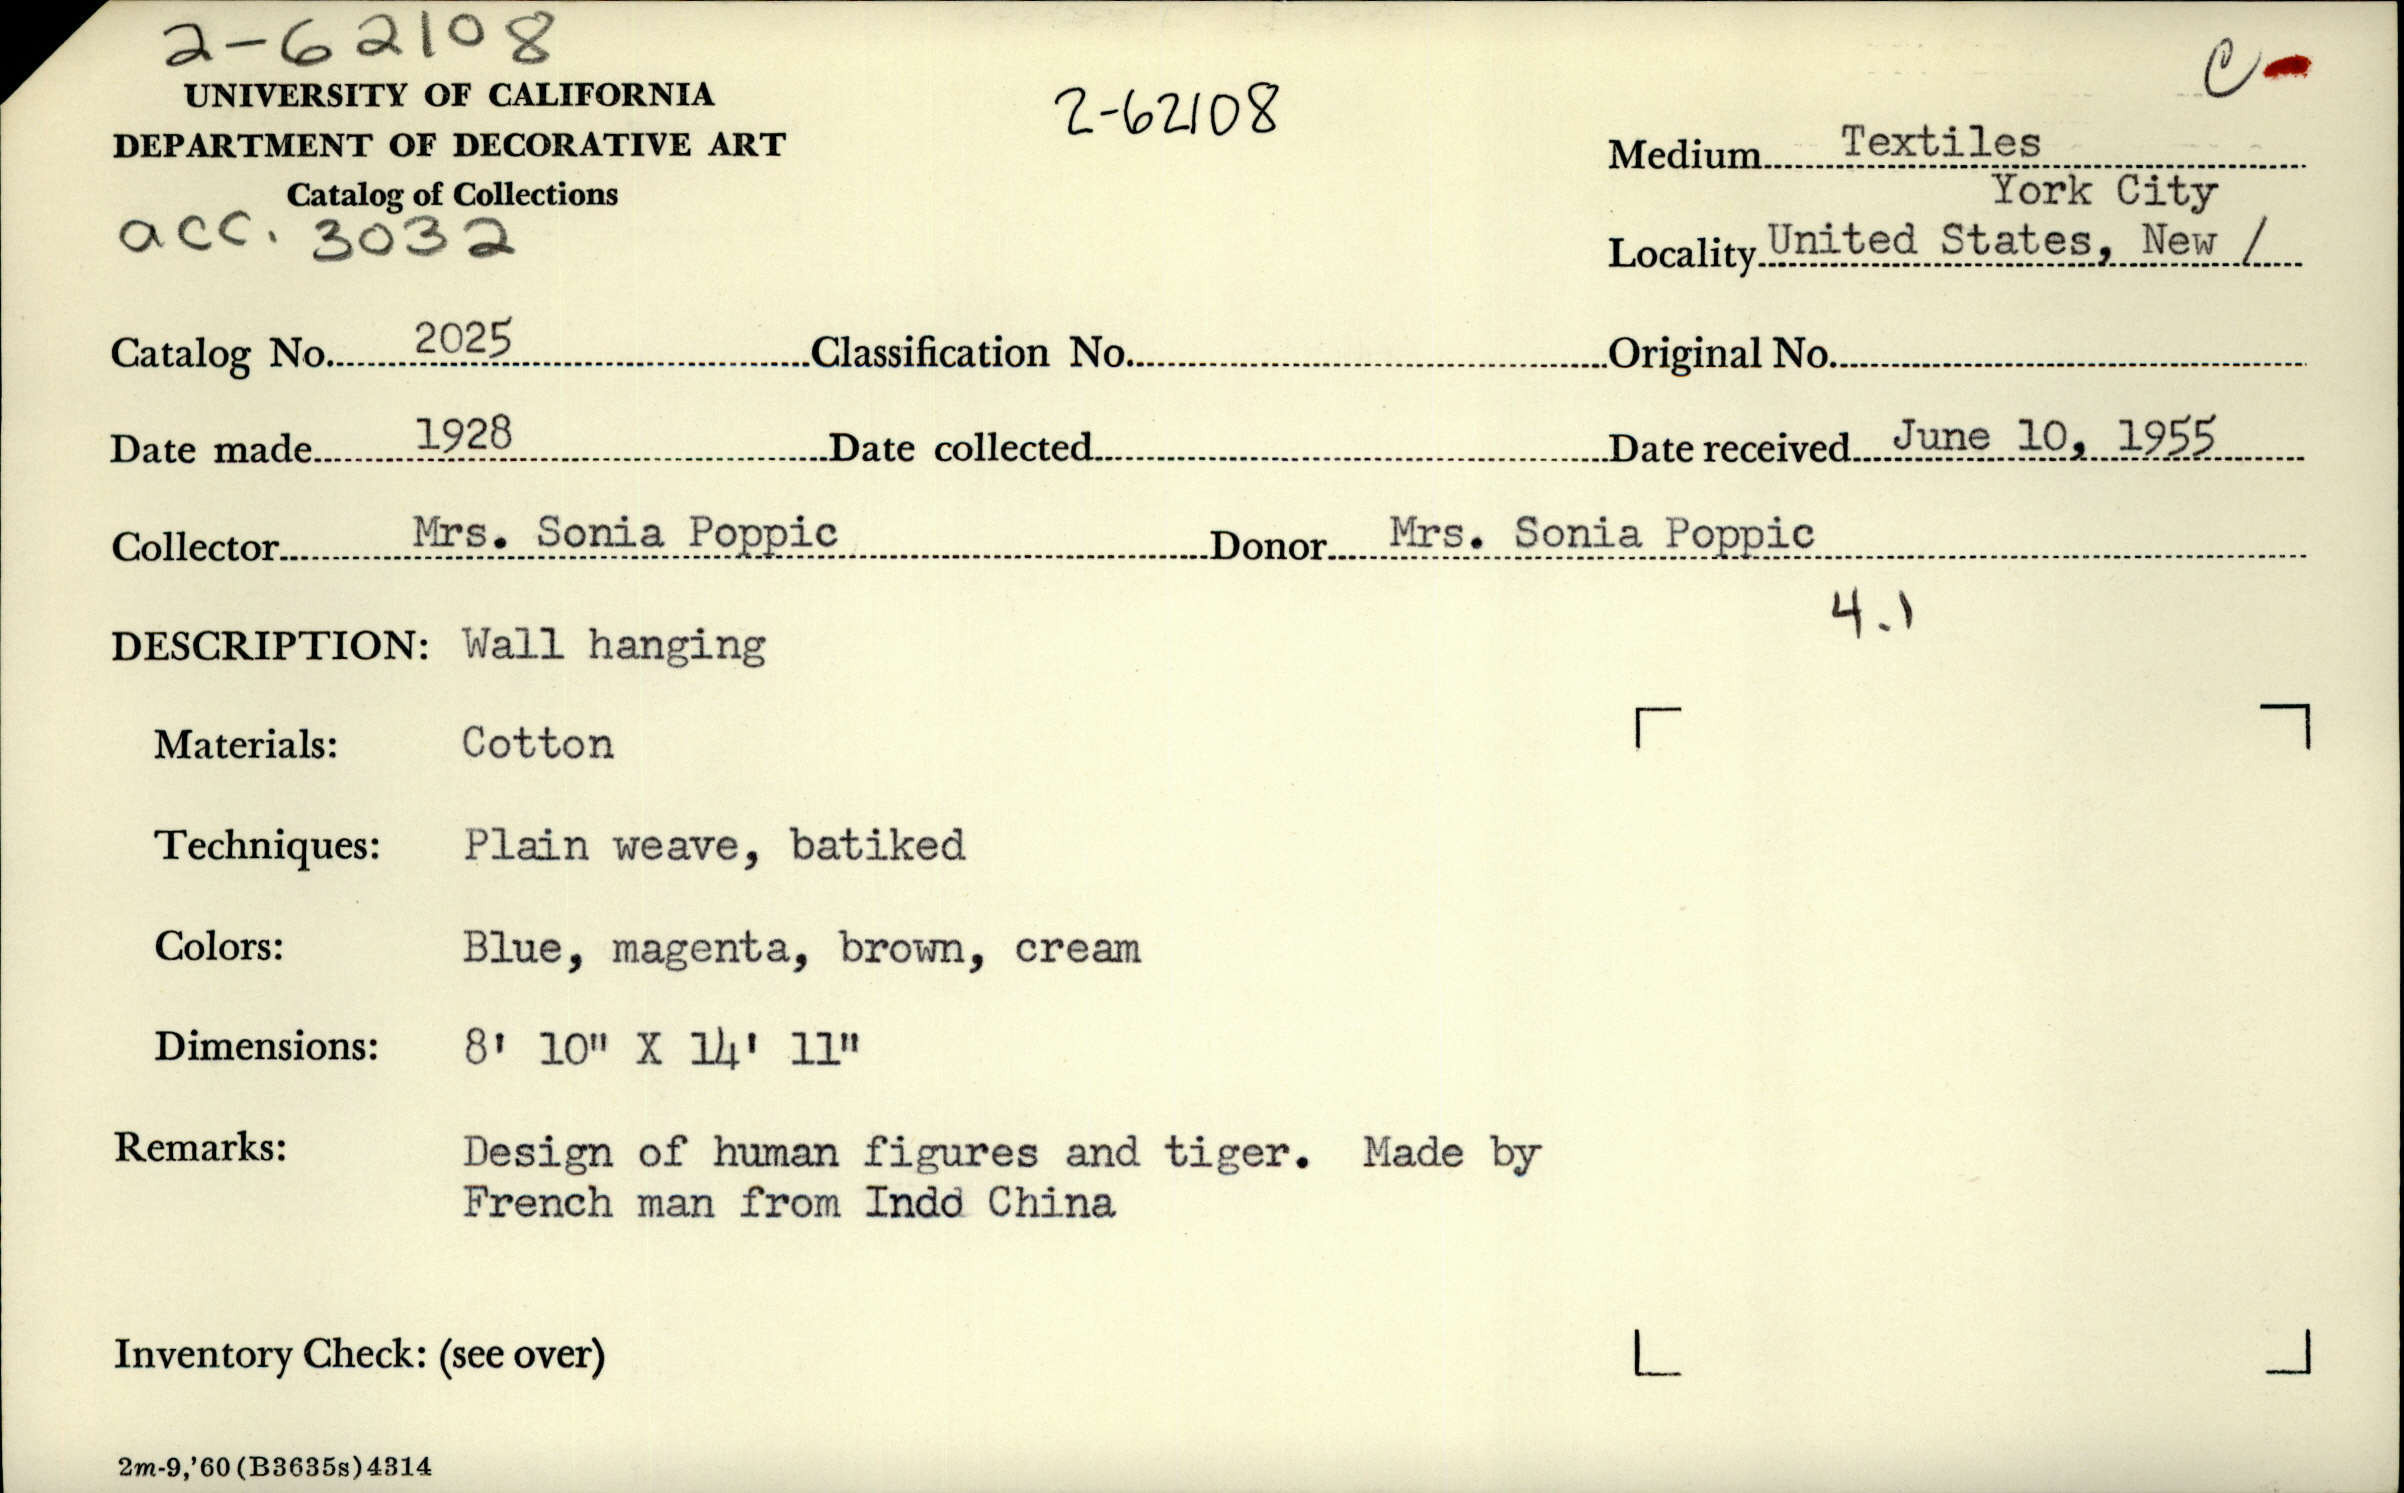 2-62108
UNIVERSITY OF CALIFORNIA
DEPARTMENT OF DECORATIVE ART
Catalog of Collections
acc. 3032
2-62108
C-
Medium Textiles
York City
Locality United States, New /
Catalog No. 2025 Classification No. Original No.
Date made 1928 Date collected Date received June 10, 1955
Collector Mrs. Sonia Poppic Donor Mrs. Sonia Poppic
4.1
DESCRIPTION: Wall hanging
Materials: Cotton
Techniques: Plain weave, batiked
Colors: Blue, magenta, brown, cream
Dimensions: 8' 10" X 14' 11"
Remarks: Design of human figures and tiger. Made by
French man from Indo China
Inventory Check: (see over)
2m-9,'60(B3635s)4314